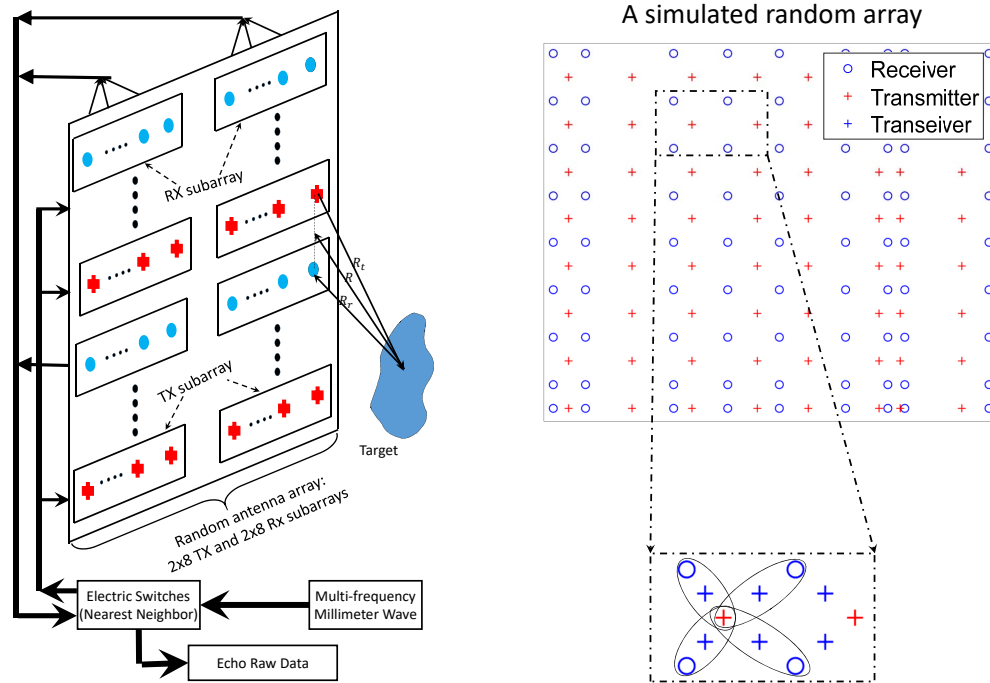 RX subarray
R_t
R
R_r
TX subarray
Target
Random antenna array:
2x8 TX and 2x8 Rx subarrays
Electric Switches
(Nearest Neighbor)
Multi-frequency
Millimeter Wave
Echo Raw Data
A simulated random array
Receiver
Transmitter
Transeiver